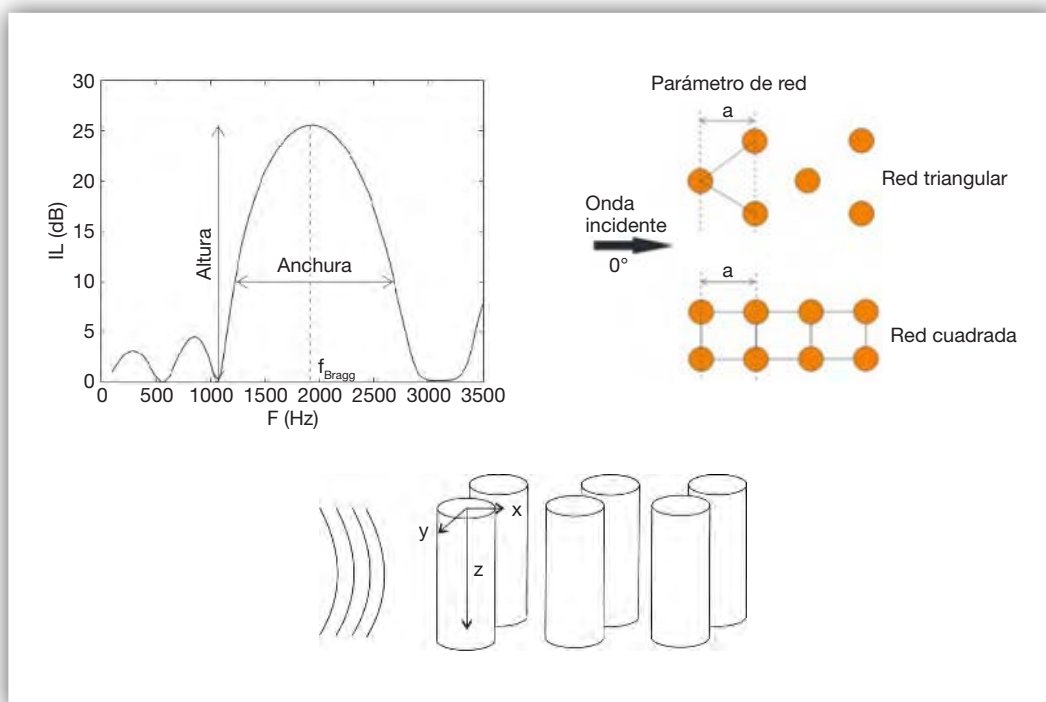 30
25
20
15
10
5
0
IL (dB)
Altura
Anchura
f_Bragg
0 500 1000 1500 2000 2500 3000 3500
F (Hz)
Parámetro de red
a
Red triangular
Onda
incidente
0°
a
Red cuadrada
x
y
z